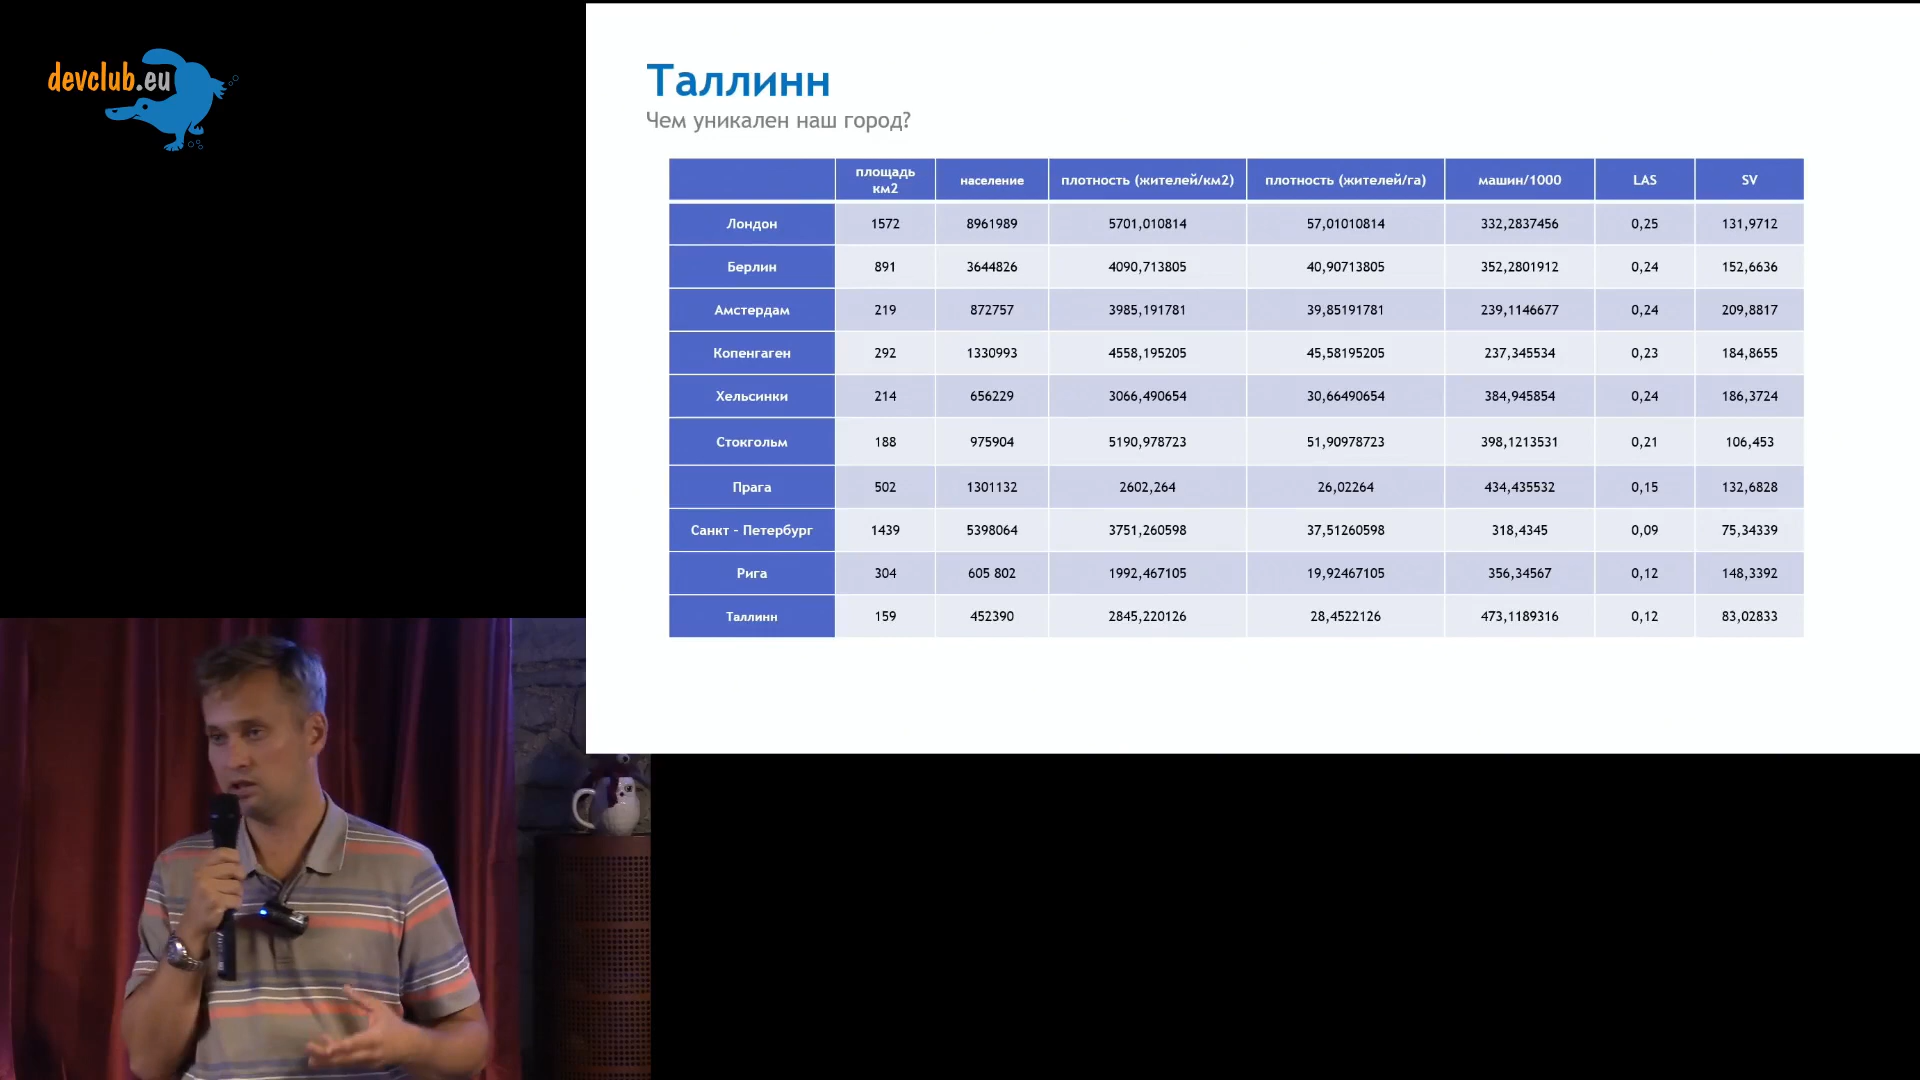 devclub.eu
Таллинн
Чем уникален наш город?
площадь км2 население плотность (жителей/км2) плотность (жителей/га) машин/1000 LAS SV
Лондон 1572 8961989 5701,010814 57,01010814 332,2837456 0,25 131,9712
Берлин 891 3644826 4090,713805 40,90713805 352,2801912 0,24 152,6636
Амстердам 219 872757 3985,191781 39,85191781 239,1146677 0,24 209,8817
Копенгаген 292 1330993 4558,195205 45,58195205 237,345534 0,23 184,8655
Хельсинки 214 656229 3066,490654 30,66490654 384,945854 0,24 186,3724
Стокгольм 188 975904 5190,978723 51,90978723 398,1213531 0,21 106,453
Прага 502 1301132 2602,264 26,02264 434,435532 0,15 132,6828
Санкт - Петербург 1439 5398064 3751,260598 37,51260598 318,4345 0,09 75,34339
Рига 304 605 802 1992,467105 19,92467105 356,34567 0,12 148,3392
Таллинн 159 452390 2845,220126 28,4522126 473,1189316 0,12 83,02833